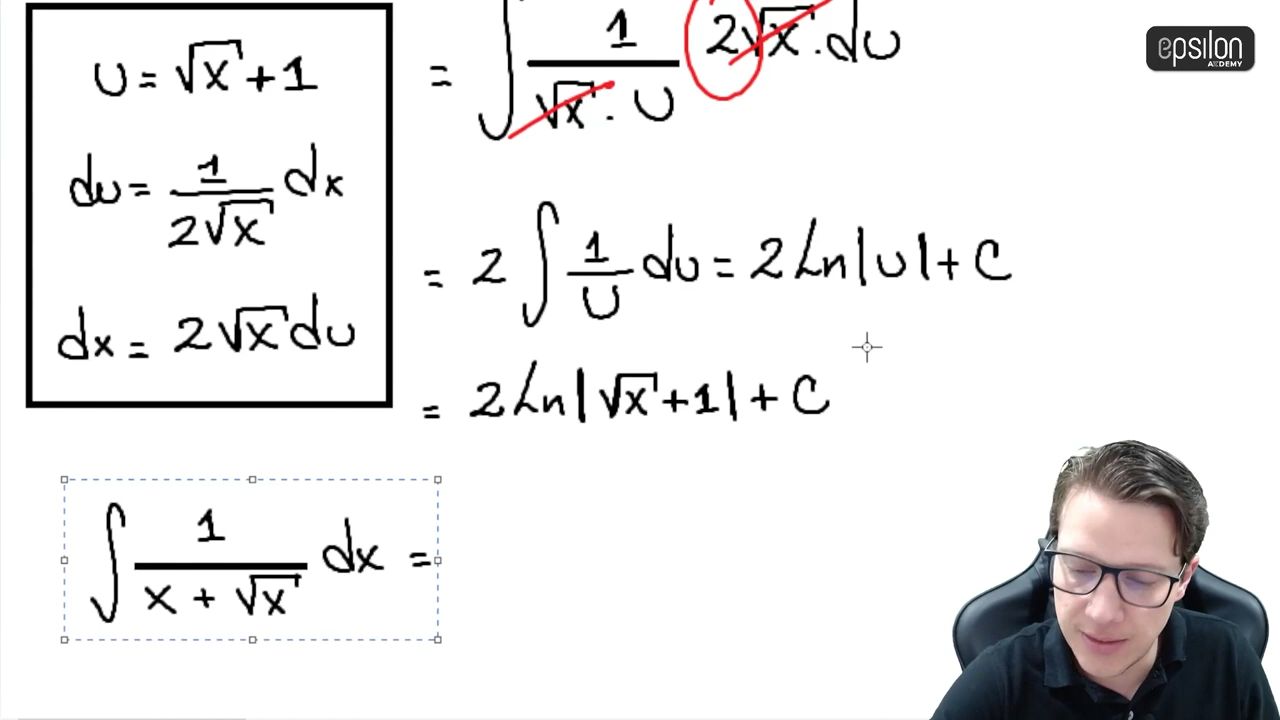 epsilon
AXDEMY
U = √x + 1
du = 1/(2√x) dx
dx = 2√x du
= ∫ 1/(√x . U) 2√x . du
= 2 ∫ 1/U du = 2 Ln|U| + C
= 2 Ln|√x + 1| + C
∫ 1/(x + √x) dx =